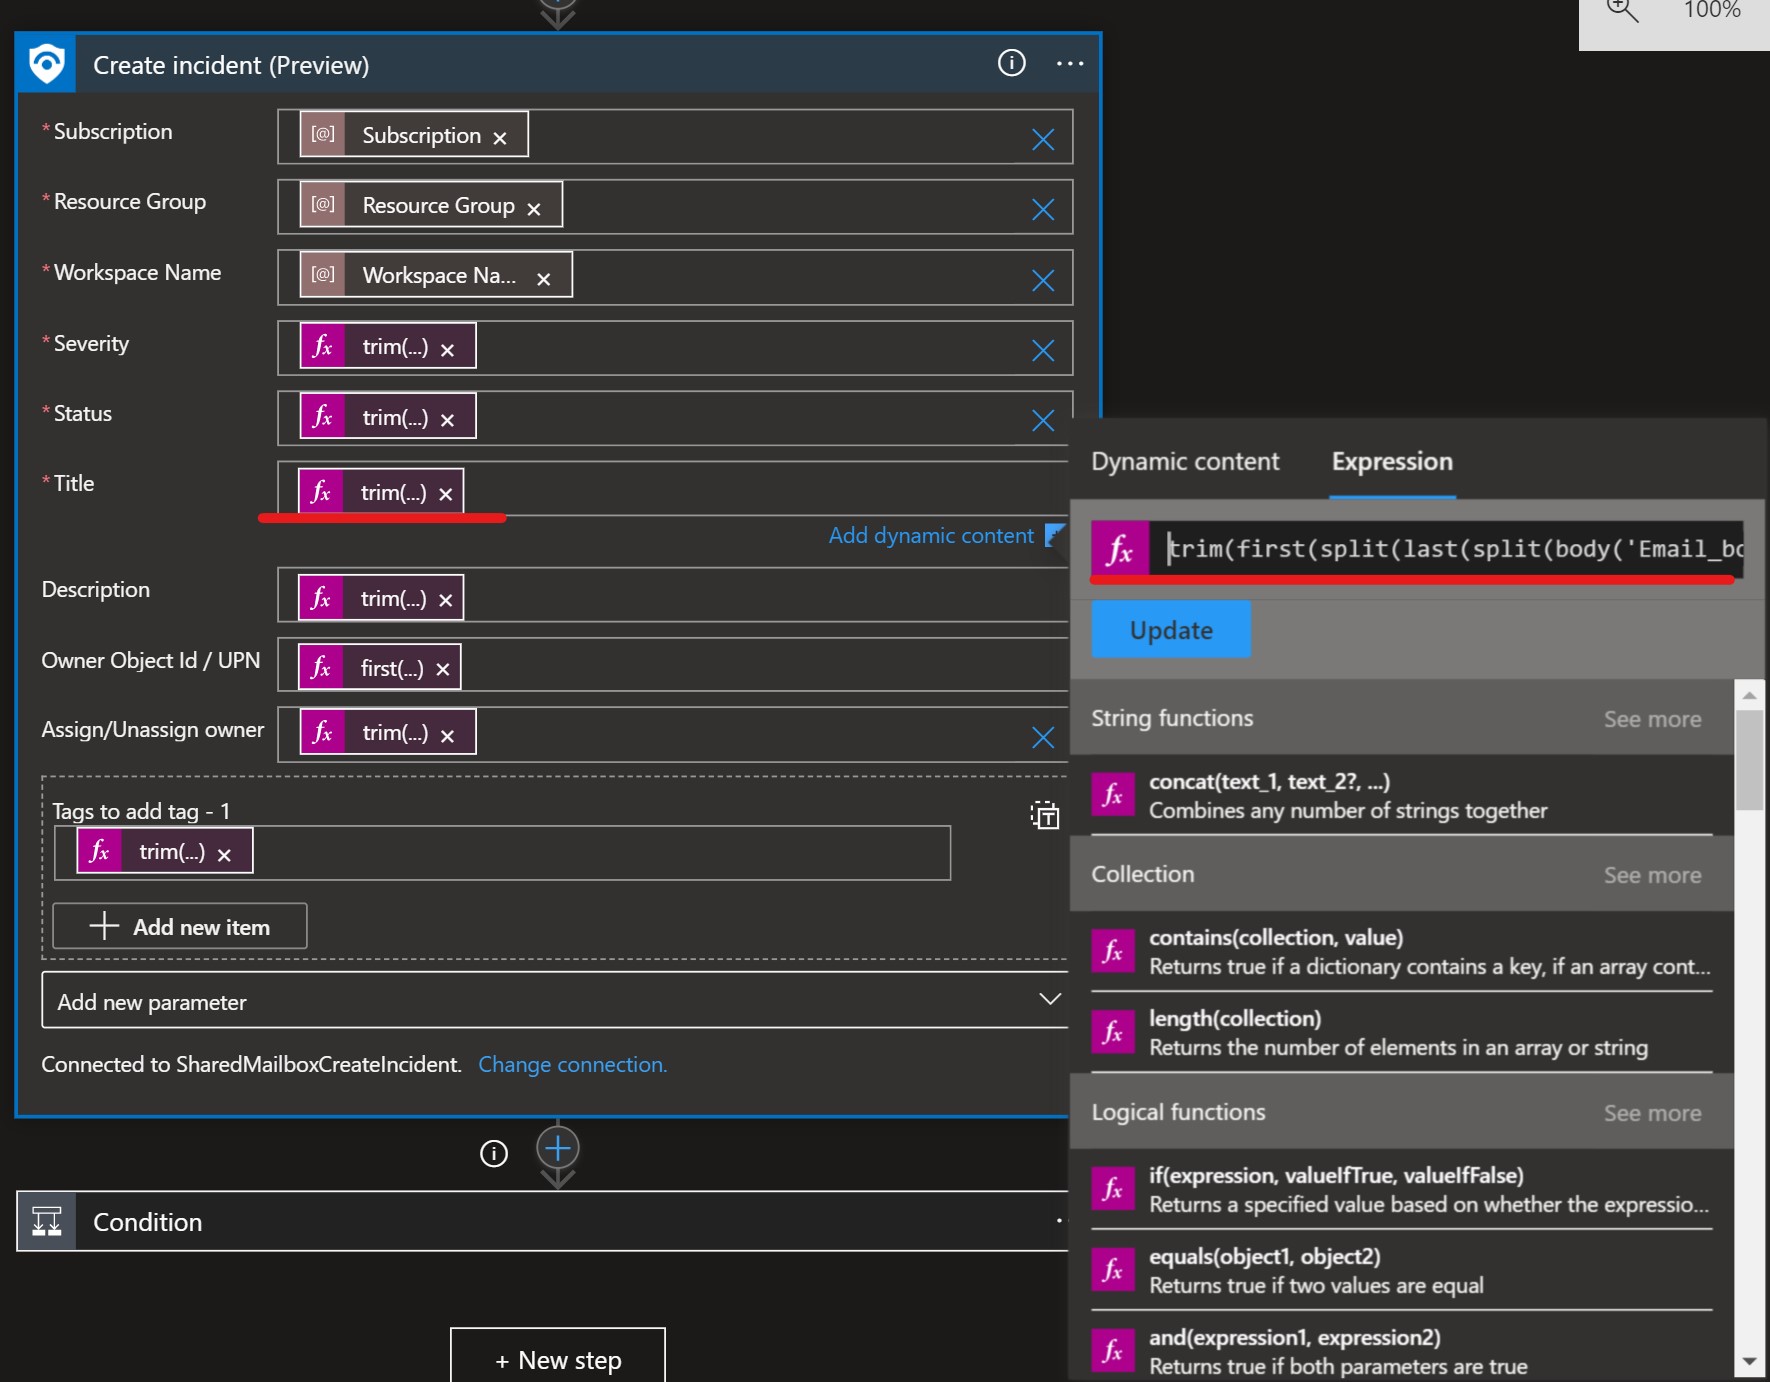 100%
Create incident (Preview)
* Subscription
[@] Subscription ×
* Resource Group
[@] Resource Group ×
* Workspace Name
[@] Workspace Na... ×
* Severity
fx trim(...) ×
* Status
fx trim(...) ×
* Title
fx trim(...) ×
Add dynamic content
Description
fx trim(...) ×
Owner Object Id / UPN
fx first(...) ×
Assign/Unassign owner
fx trim(...) ×
Tags to add tag - 1
fx trim(...) ×
Add new item
Add new parameter
Connected to SharedMailboxCreateIncident. Change connection.
Condition
+ New step
Dynamic content
Expression
fx trim(first(split(last(split(body('Email_bo
Update
String functions
See more
fx concat(text_1, text_2?, ...)
Combines any number of strings together
Collection
See more
fx contains(collection, value)
Returns true if a dictionary contains a key, if an array cont...
fx length(collection)
Returns the number of elements in an array or string
Logical functions
See more
fx if(expression, valueIfTrue, valueIfFalse)
Returns a specified value based on whether the expressio...
fx equals(object1, object2)
Returns true if two values are equal
fx and(expression1, expression2)
Returns true if both parameters are true